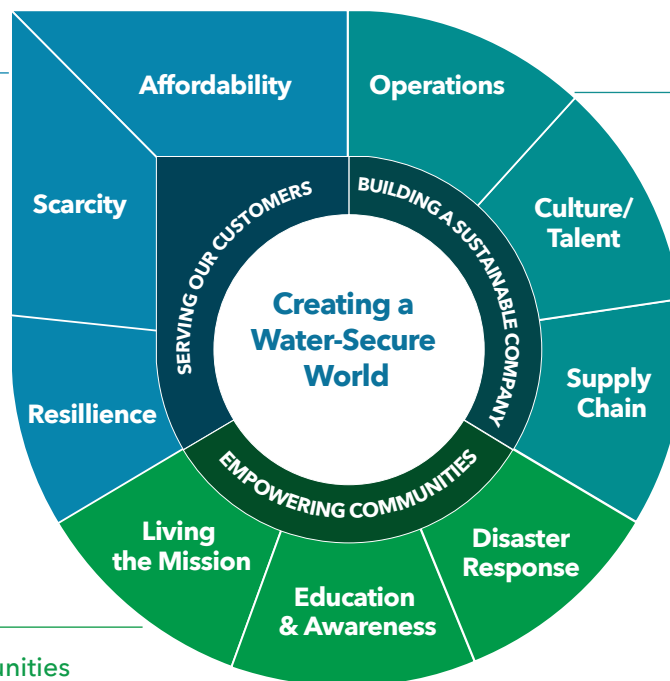 Affordability
Operations
Scarcity
Culture/
Talent
SERVING OUR CUSTOMERS
BUILDING A SUSTAINABLE COMPANY
Creating a
Water-Secure
World
Supply
Chain
Resillience
EMPOWERING COMMUNITIES
Living
the Mission
Disaster
Response
Education
& Awareness
unities